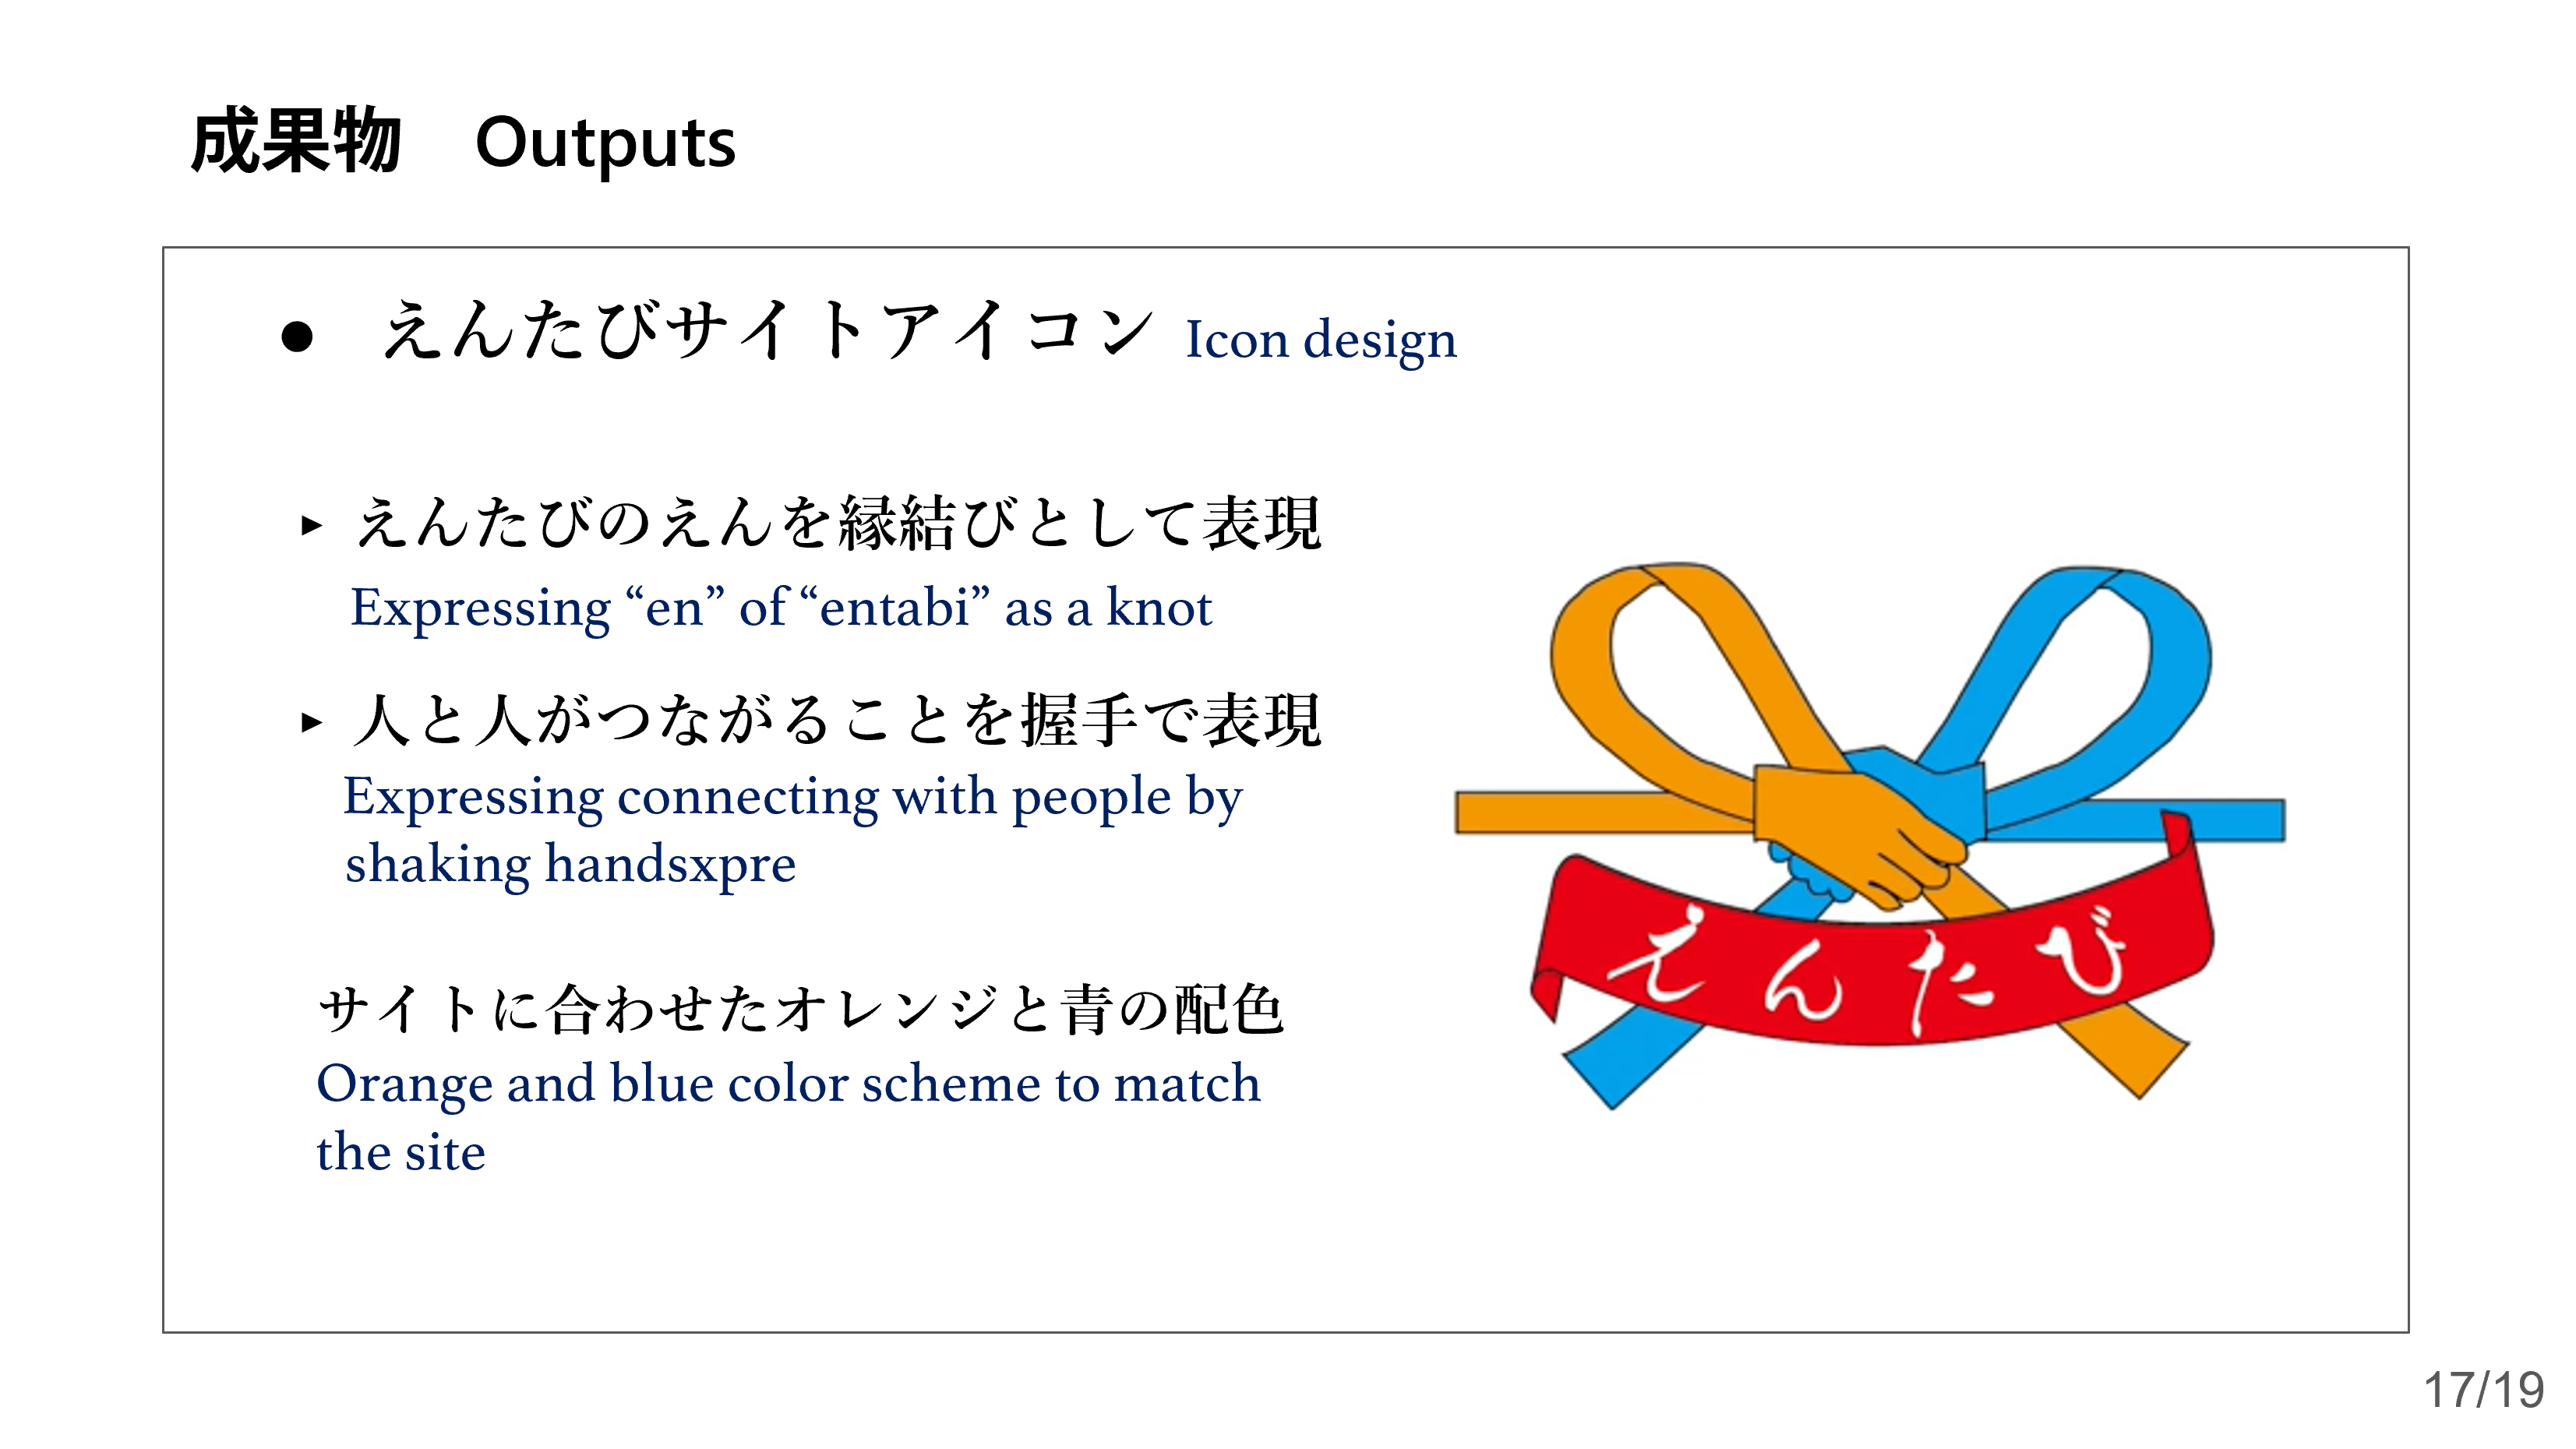 成果物　Outputs
● えんたびサイトアイコン Icon design
▸ えんたびのえんを縁結びとして表現
Expressing “en” of “entabi” as a knot
▸ 人と人がつながることを握手で表現
Expressing connecting with people by
shaking handsxpre
サイトに合わせたオレンジと青の配色
Orange and blue color scheme to match
the site
えんたび
17/19